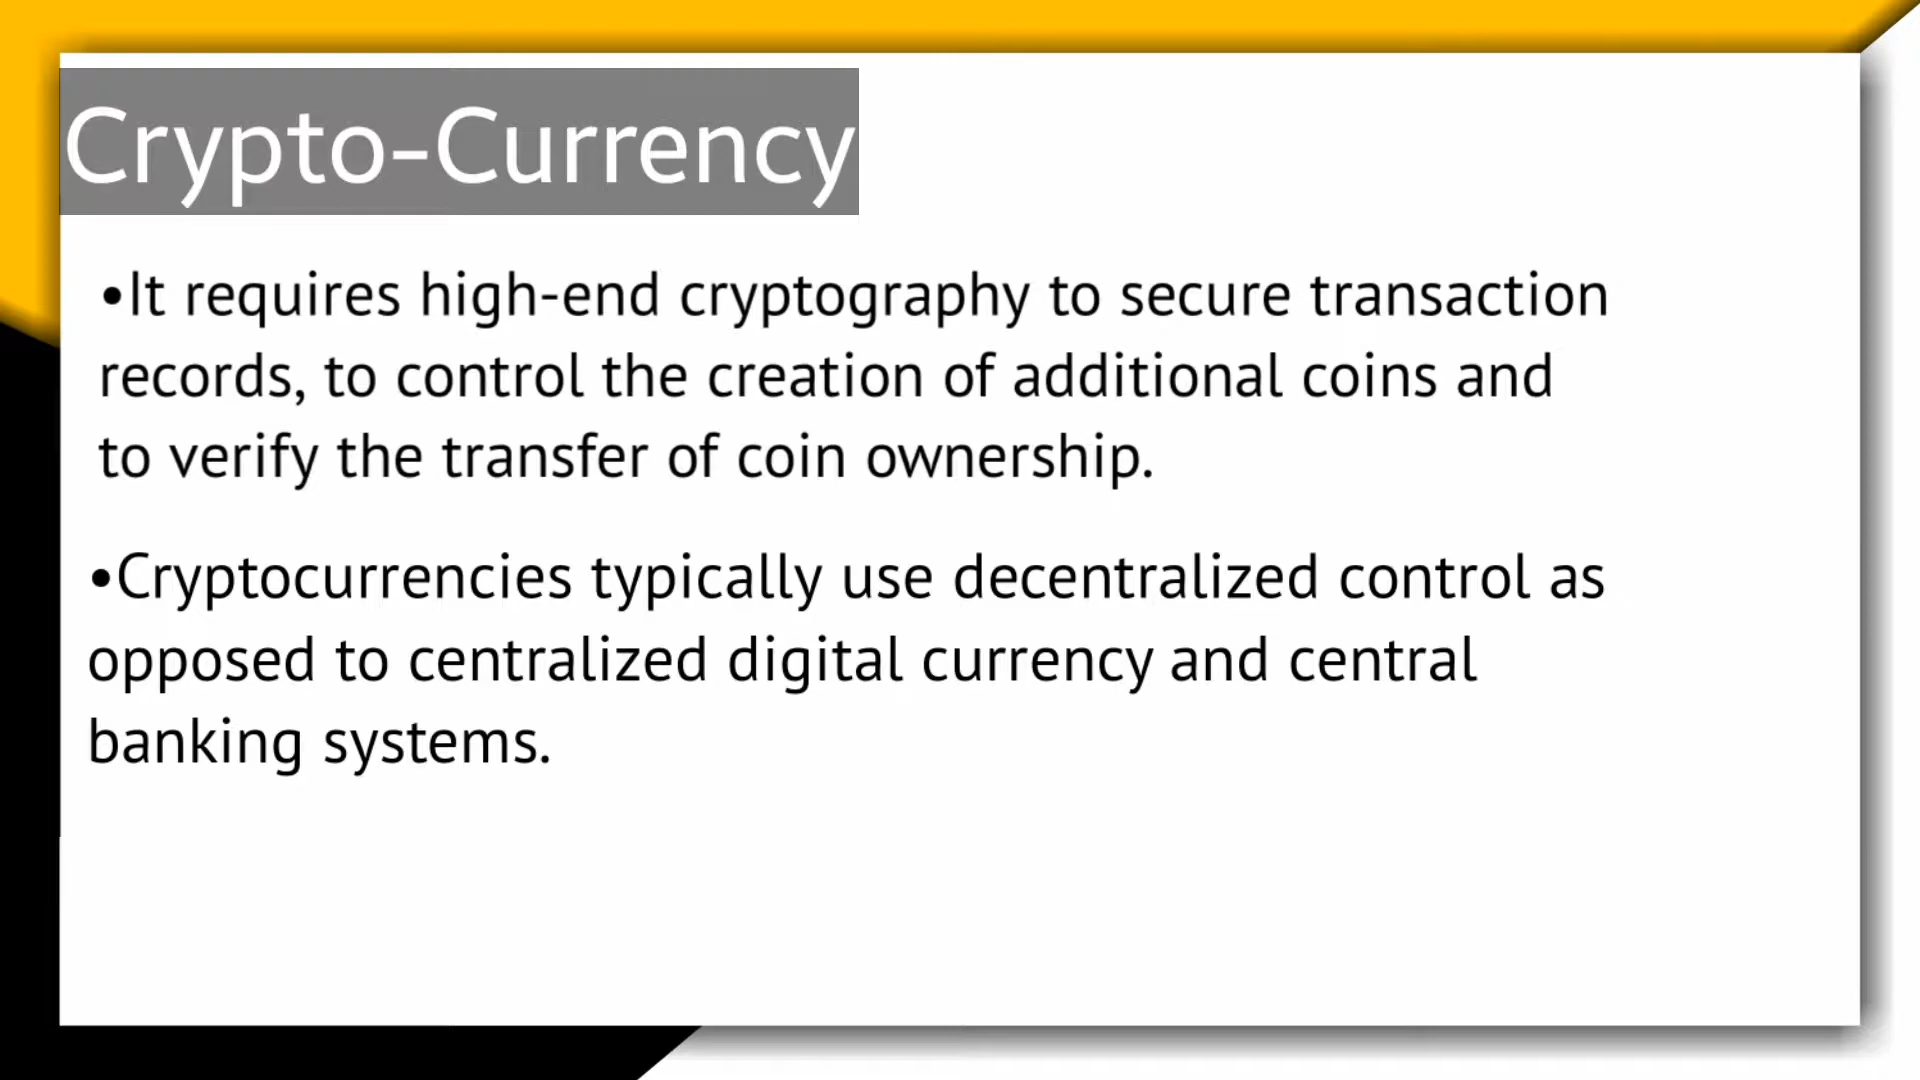 Crypto-Currency
•It requires high-end cryptography to secure transaction
records, to control the creation of additional coins and
to verify the transfer of coin ownership.
•Cryptocurrencies typically use decentralized control as
opposed to centralized digital currency and central
banking systems.